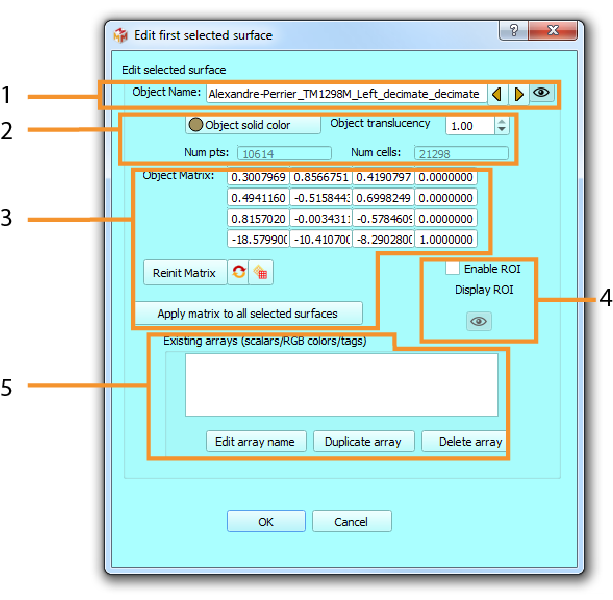 Edit first selected surface
?
x
Edit selected surface
1
Object Name: Alexandre-Perrier_TM1298M_Left_decimate_decimate
2
Object solid color Object translucency 1.00
Num pts: 10614 Num cells: 21298
3
Object Matrix: 0.3007969 0.8566751 0.4190797 0.0000000
0.4941160 -0.5158443 0.6998249 0.0000000
0.8157020 -0.0034311 -0.5784609 0.0000000
-18.579900 -10.410700 -8.2902800 1.0000000
Reinit Matrix
Enable ROI
Display ROI
4
Apply matrix to all selected surfaces
Existing arrays (scalars/RGB colors/tags)
5
Edit array name Duplicate array Delete array
OK Cancel